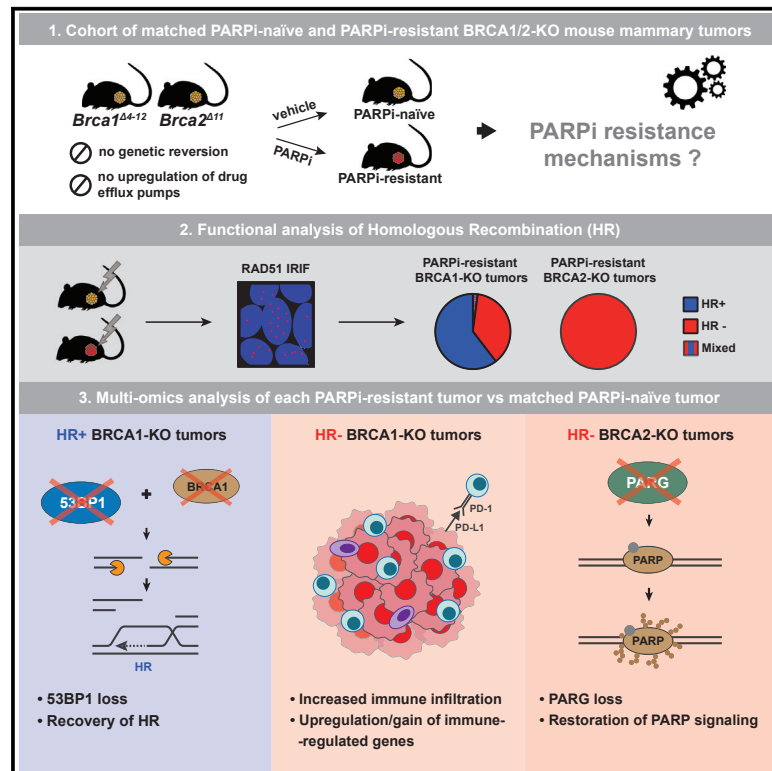 1. Cohort of matched PARPi-naïve and PARPi-resistant BRCA1/2-KO mouse mammary tumors
Brca1Δ4-12
Brca2Δ11
no genetic reversion
no upregulation of drug
efflux pumps
vehicle
PARPi
PARPi-naïve
PARPi-resistant
PARPi resistance
mechanisms ?
2. Functional analysis of Homologous Recombination (HR)
RAD51 IRIF
PARPi-resistant
BRCA1-KO tumors
PARPi-resistant
BRCA2-KO tumors
HR+
HR -
Mixed
3. Multi-omics analysis of each PARPi-resistant tumor vs matched PARPi-naïve tumor
HR+ BRCA1-KO tumors
53BP1
+
BRCA1
HR
• 53BP1 loss
• Recovery of HR
HR- BRCA1-KO tumors
PD-1
PD-L1
• Increased immune infiltration
• Upregulation/gain of immune-
-regulated genes
HR- BRCA2-KO tumors
PARG
PARP
PARP
• PARG loss
• Restoration of PARP signaling